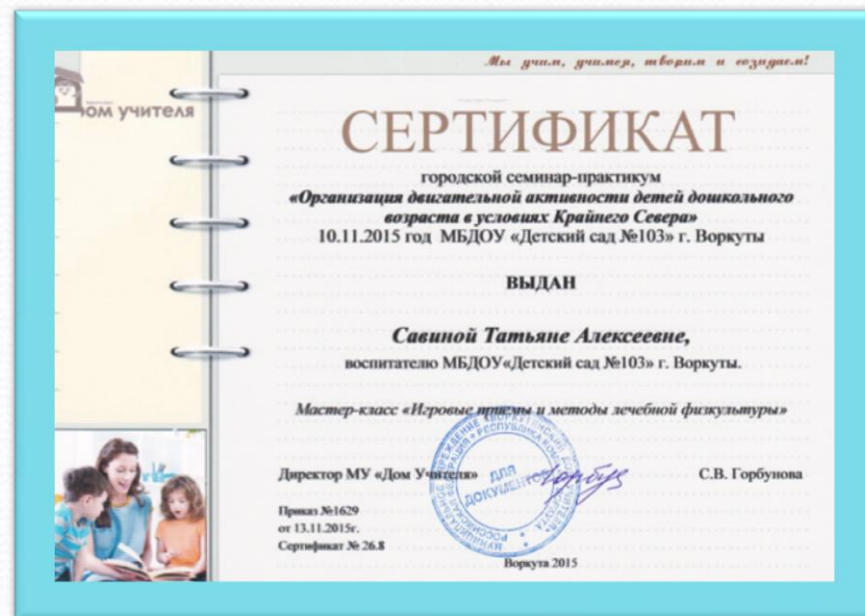 Мы учим, учимся, творим и созидаем!
дом учителя
СЕРТИФИКАТ
городской семинар-практикум
«Организация двигательной активности детей дошкольного
возраста в условиях Крайнего Севера»
10.11.2015 год МБДОУ «Детский сад №103» г. Воркуты
ВЫДАН
Савиной Татьяне Алексеевне,
воспитателю МБДОУ«Детский сад №103» г. Воркуты.
Мастер-класс «Игровые приемы и методы лечебной физкультуры»
Директор МУ «Дом Учителя» С.В. Горбунова
ДЛЯ
ДОКУМЕНТОВ
Приказ №1629
от 13.11.2015г.
Сертификат № 26.8
Воркута 2015